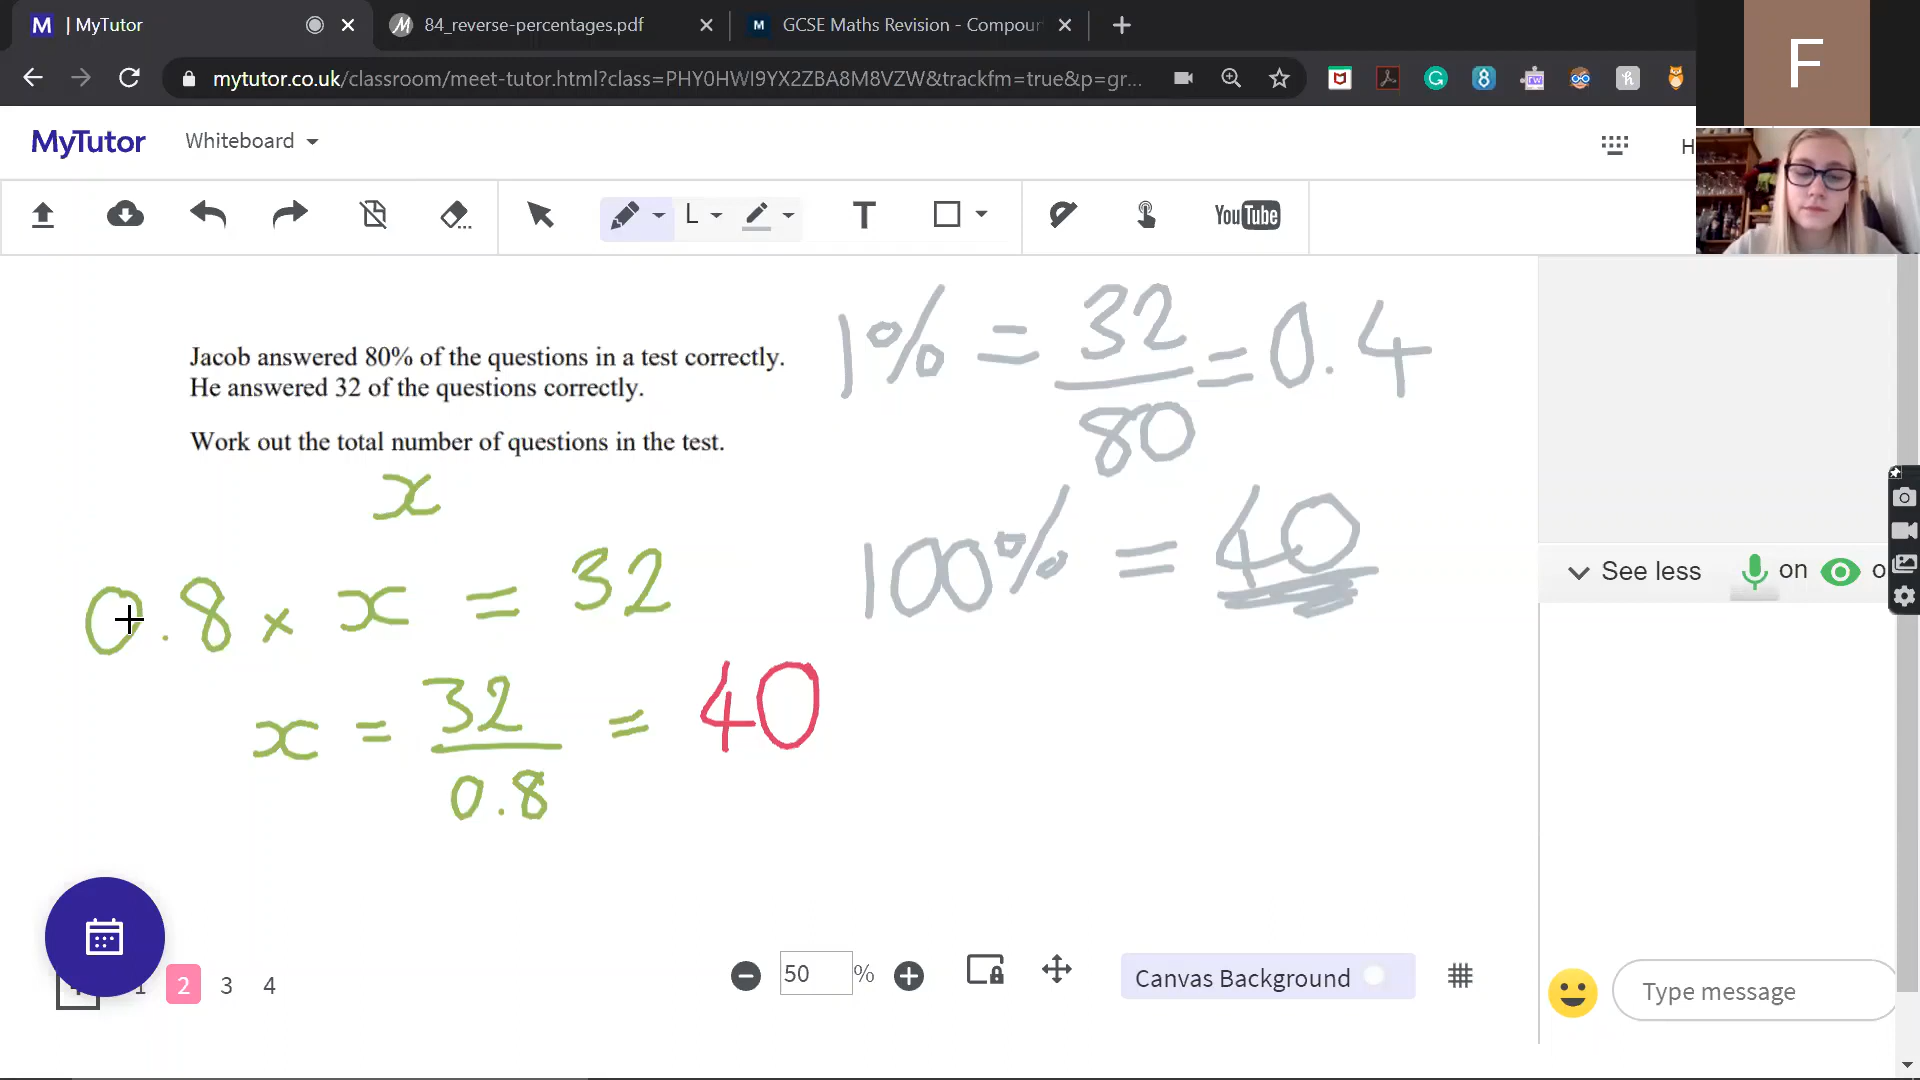 | MyTutor
84_reverse-percentages.pdf
GCSE Maths Revision - Compoun
mytutor.co.uk/classroom/meet-tutor.html?class=PHY0HWI9YX2ZBA8M8VZW&trackfm=true&p=gr...
F
MyTutor Whiteboard
H
L T YouTube
Jacob answered 80% of the questions in a test correctly.
He answered 32 of the questions correctly.
Work out the total number of questions in the test.
x
0.8 × x = 32
x = 32/0.8 = 40
1% = 32/80 = 0.4
100% = 40
See less on o
1 2 3 4
50 %
Canvas Background
Type message